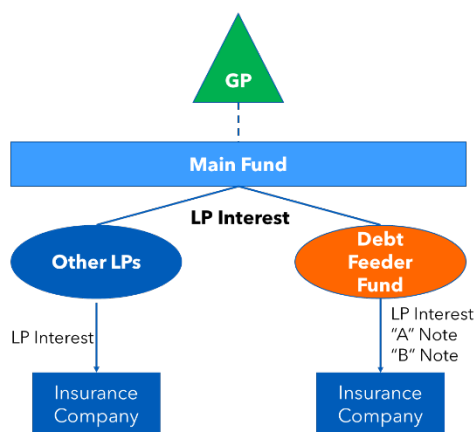 GP
Main Fund
LP Interest
Other LPs
Debt
Feeder
Fund
LP Interest
LP Interest
"A" Note
"B" Note
Insurance
Company
Insurance
Company